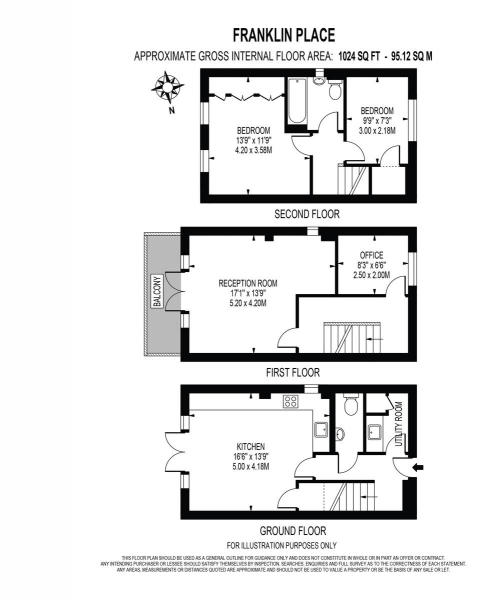 FRANKLIN PLACE
APPROXIMATE GROSS INTERNAL FLOOR AREA: 1024 SQ FT - 95.12 SQ M
N
BEDROOM
13'9" x 11'9"
4.20 x 3.58M
BEDROOM
9'9" x 7'3"
3.00 x 2.18M
SECOND FLOOR
BALCONY
RECEPTION ROOM
17'1" x 13'9"
5.20 x 4.20M
OFFICE
8'3" x 6'6"
2.50 x 2.00M
FIRST FLOOR
KITCHEN
16'6" x 13'9"
5.00 x 4.18M
UTILITY ROOM
GROUND FLOOR
FOR ILLUSTRATION PURPOSES ONLY
THIS FLOOR PLAN SHOULD BE USED AS A GENERAL OUTLINE FOR GUIDANCE ONLY AND DOES NOT CONSTITUTE IN WHOLE OR IN PART AN OFFER OR CONTRACT.
ANY INTENDING PURCHASER OR LESSEE SHOULD SATISFY THEMSELVES BY INSPECTION, SEARCHES, ENQUIRIES AND FULL SURVEY AS TO THE CORRECTNESS OF EACH STATEMENT.
ANY AREAS, MEASUREMENTS OR DISTANCES QUOTED ARE APPROXIMATE AND SHOULD NOT BE USED TO VALUE A PROPERTY OR BE THE BASIS OF ANY SALE OR LET.